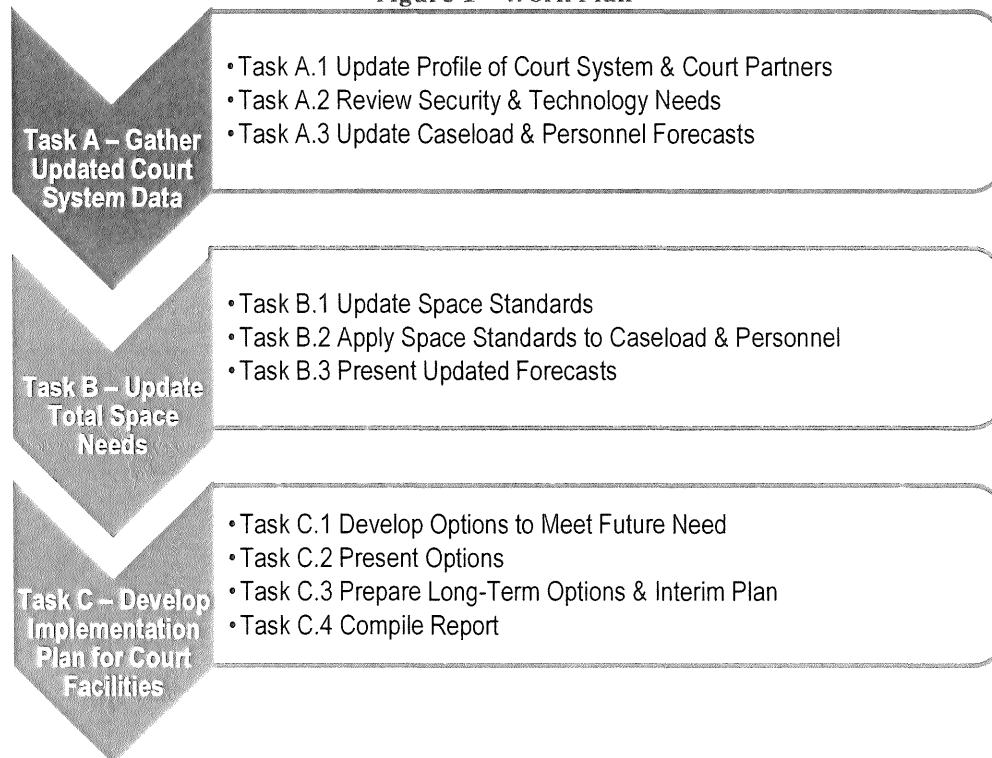 Task A – Gather
Updated Court
System Data
• Task A.1 Update Profile of Court System & Court Partners
• Task A.2 Review Security & Technology Needs
• Task A.3 Update Caseload & Personnel Forecasts
Task B – Update
Total Space
Needs
• Task B.1 Update Space Standards
• Task B.2 Apply Space Standards to Caseload & Personnel
• Task B.3 Present Updated Forecasts
Task C – Develop
Implementation
Plan for Court
Facilities
• Task C.1 Develop Options to Meet Future Need
• Task C.2 Present Options
• Task C.3 Prepare Long-Term Options & Interim Plan
• Task C.4 Compile Report